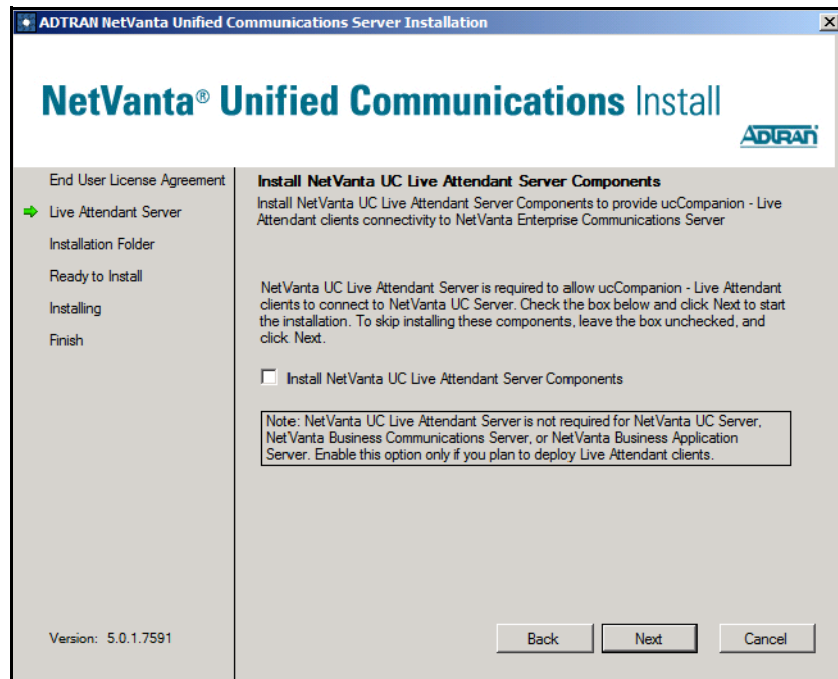 ADTRAN NetVanta Unified Communications Server Installation
NetVanta® Unified Communications Install
ADTRAN
End User License Agreement
Live Attendant Server
Installation Folder
Ready to Install
Installing
Finish
Install NetVanta UC Live Attendant Server Components
Install NetVanta UC Live Attendant Server Components to provide ucCompanion - Live
Attendant clients connectivity to NetVanta Enterprise Communications Server
NetVanta UC Live Attendant Server is required to allow ucCompanion - Live Attendant
clients to connect to NetVanta UC Server. Check the box below and click Next to start
the installation. To skip installing these components, leave the box unchecked, and
click Next.
Install NetVanta UC Live Attendant Server Components
Note: NetVanta UC Live Attendant Server is not required for NetVanta UC Server,
NetVanta Business Communications Server, or NetVanta Business Application
Server. Enable this option only if you plan to deploy Live Attendant clients.
Version: 5.0.1.7591
Back
Next
Cancel